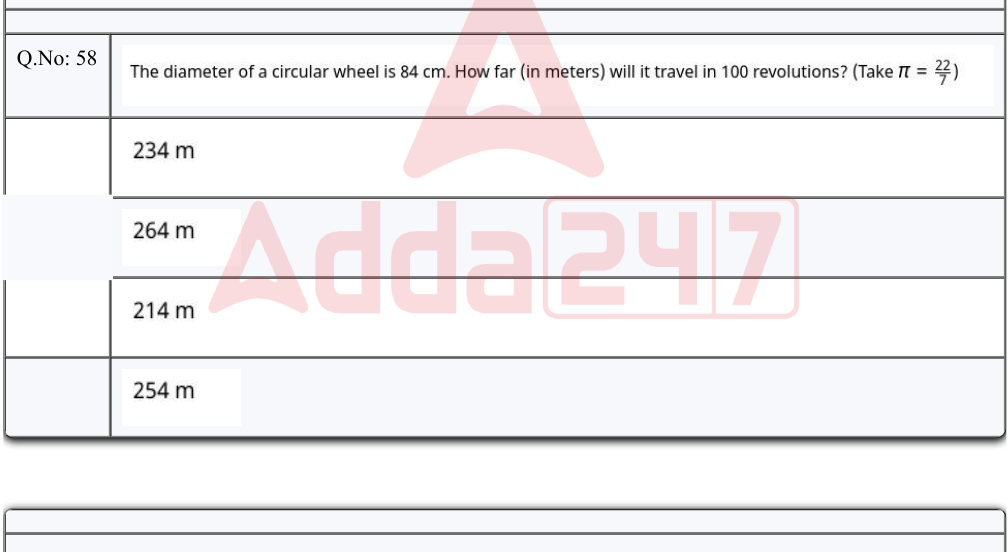 Q.No: 58
The diameter of a circular wheel is 84 cm. How far (in meters) will it travel in 100 revolutions? (Take π = 22/7)
234 m
264 m
214 m
254 m
Adda247